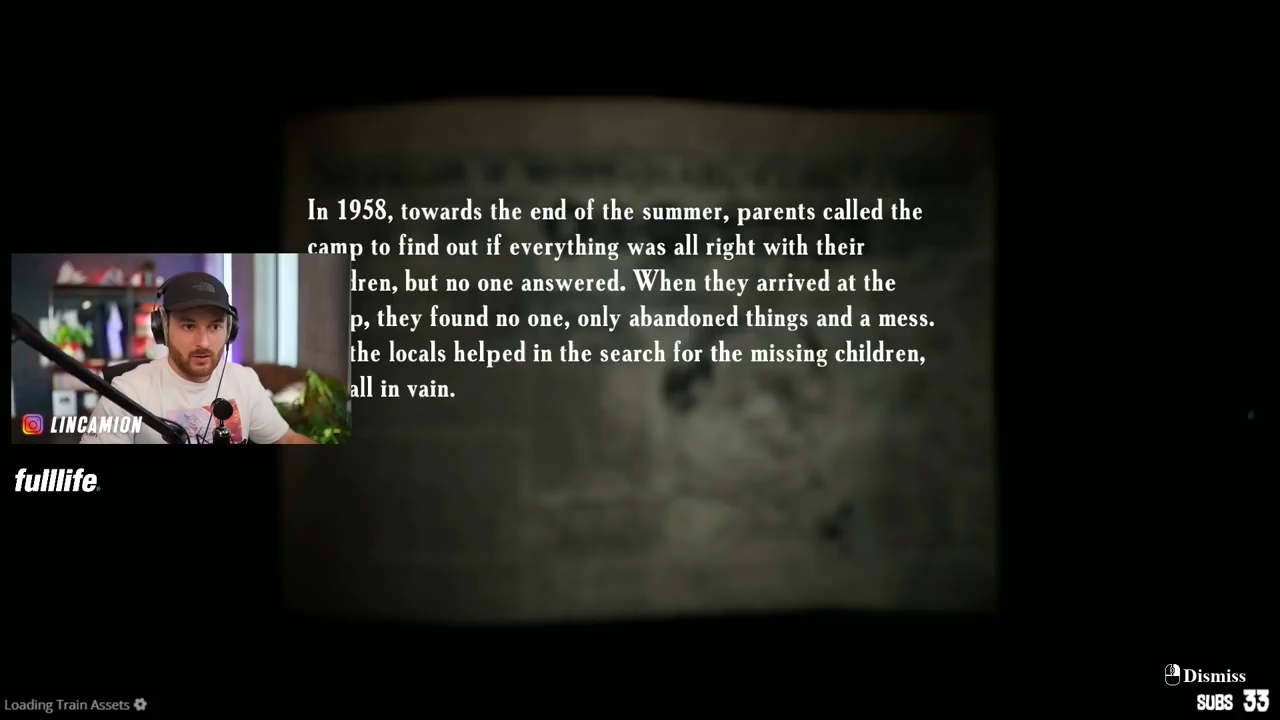 In 1958, towards the end of the summer, parents called the
camp to find out if everything was all right with their
dren, but no one answered. When they arrived at the
p, they found no one, only abandoned things and a mess.
the locals helped in the search for the missing children,
all in vain.
LINCAMION
fulllife
Dismiss
SUBS 33
Loading Train Assets